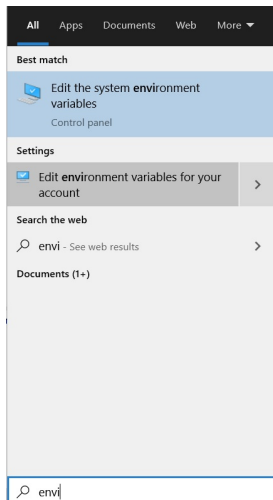 All Apps Documents Web More
Best match
Edit the system environment
variables
Control panel
Settings
Edit environment variables for your
account
Search the web
envi - See web results
Documents (1+)
envi